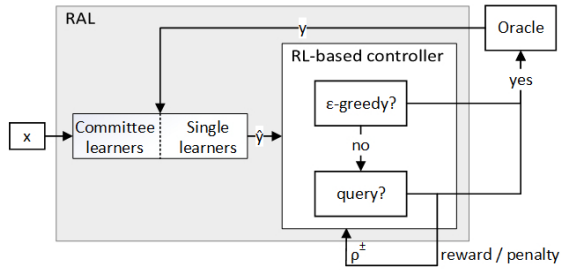 RAL
y
Oracle
RL-based controller
yes
ε-greedy?
x
Committee
learners
Single
learners
ŷ
no
query?
ρ±
reward / penalty